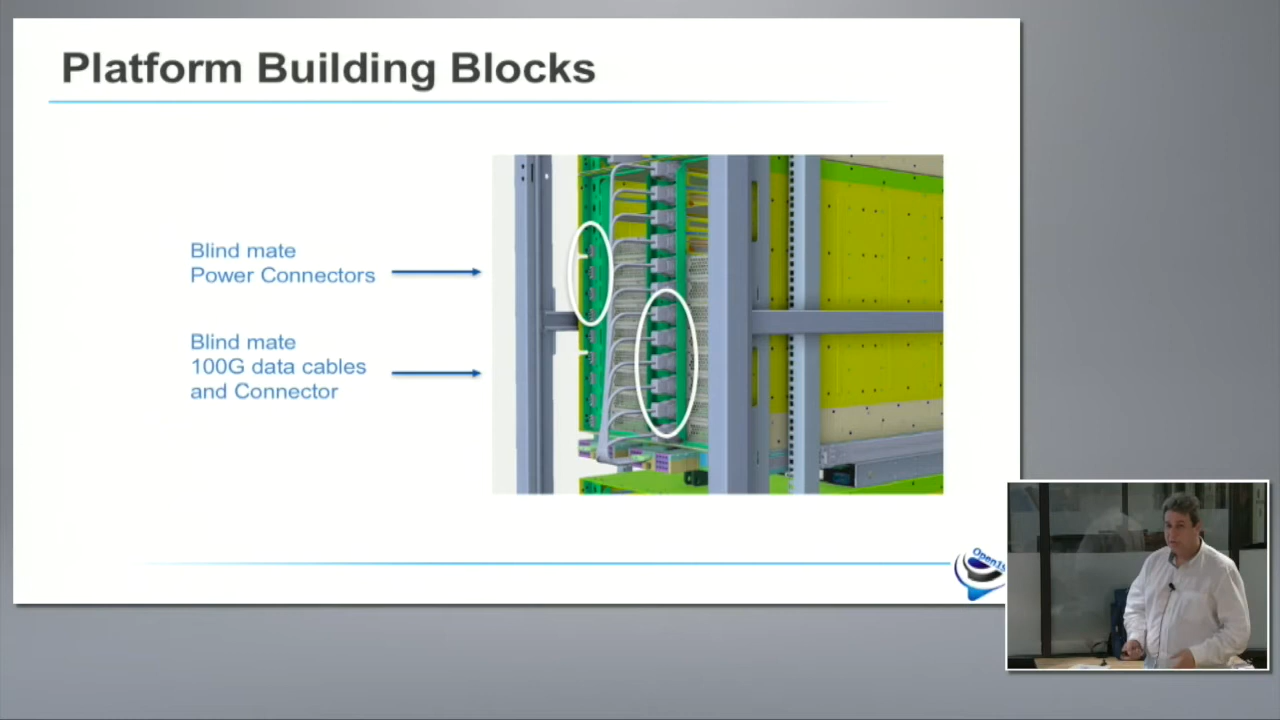 Platform Building Blocks
Blind mate
Power Connectors
Blind mate
100G data cables
and Connector